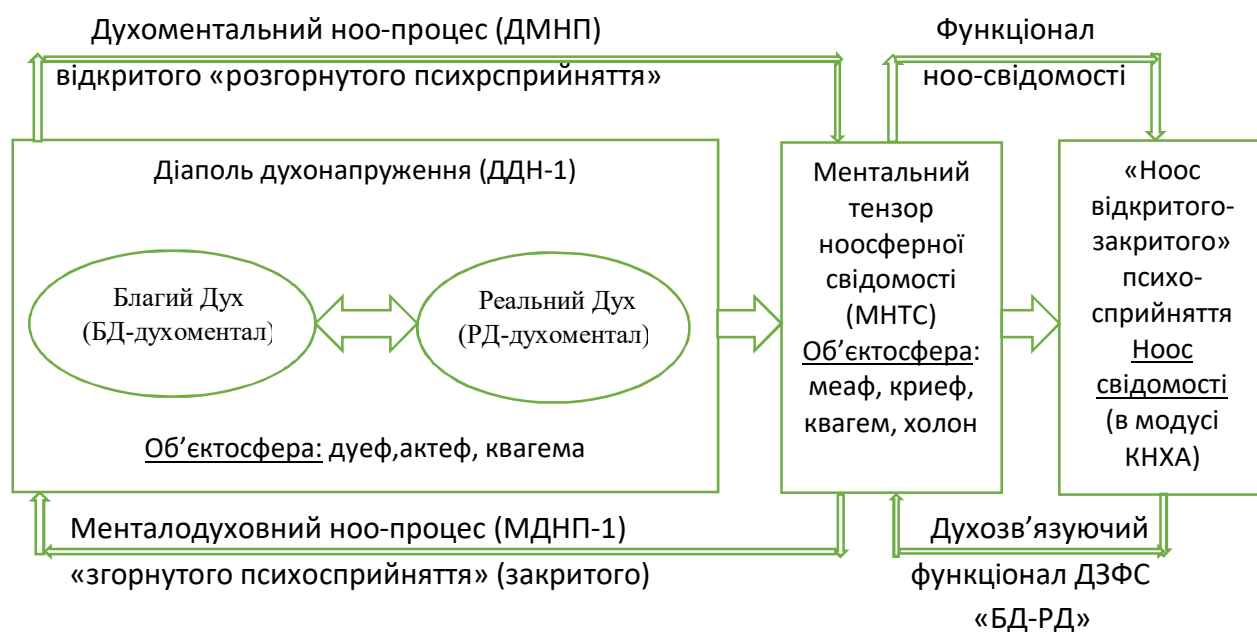 Духоментальний ноо-процес (ДМНП)
відкритого «розгорнутого психрсприйняття»
Функціонал
ноо-свідомості
Діаполь духонапруження (ДДН-1)
Благий Дух
(БД-духоментал)
Реальний Дух
(РД-духоментал)
Об’єктосфера: дуеф,актеф, квагема
Ментальний
тензор
ноосферної
свідомості
(МНТС)
Об’єктосфера:
меаф, криеф,
квагем, холон
«Ноос
відкритого-
закритого»
психо-
сприйняття
Ноос
свідомості
(в модусі
КНХА)
Менталодуховний ноо-процес (МДНП-1)
«згорнутого психосприйняття» (закритого)
Духозв’язуючий
функціонал ДЗФС
«БД-РД»